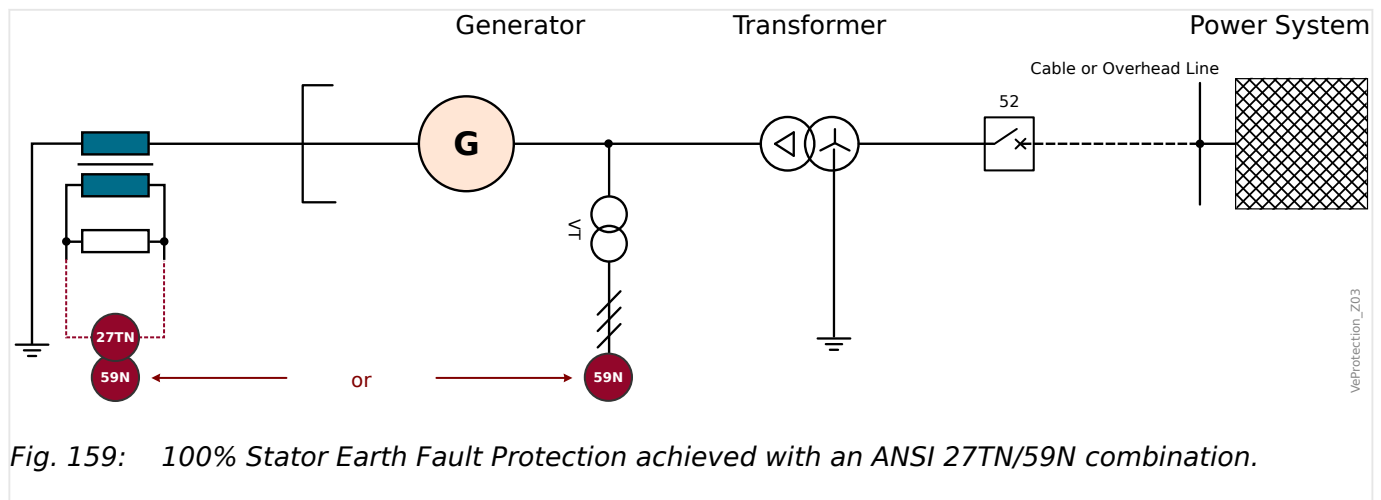 Generator Transformer Power System
Cable or Overhead Line
52
G
VT
27TN
59N or 59N
VeProtection_Z03
Fig. 159: 100% Stator Earth Fault Protection achieved with an ANSI 27TN/59N combination.